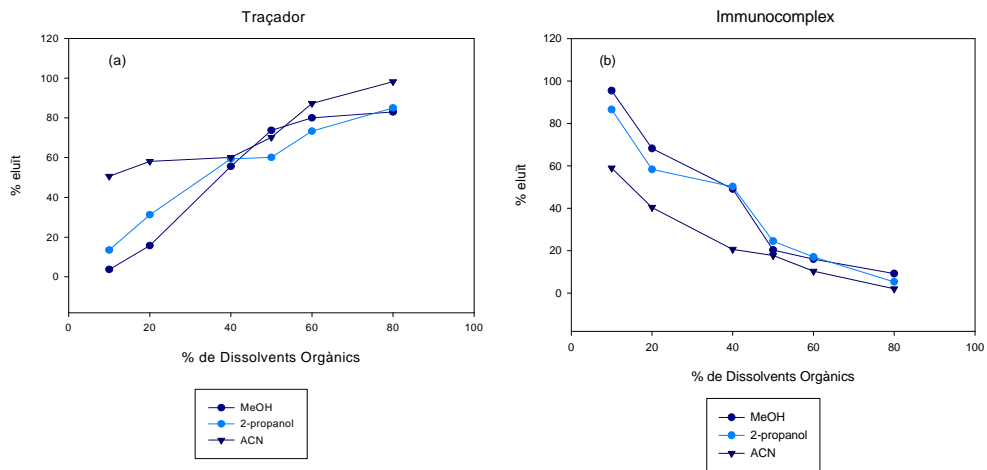 Traçador
(a)
120
100
80
60
40
20
0
% eluït
0 20 40 60 80 100
% de Dissolvents Orgànics
MeOH
2-propanol
ACN
Immunocomplex
(b)
120
100
80
60
40
20
0
% eluït
0 20 40 60 80 100
% de Dissolvents Orgànics
MeOH
2-propanol
ACN